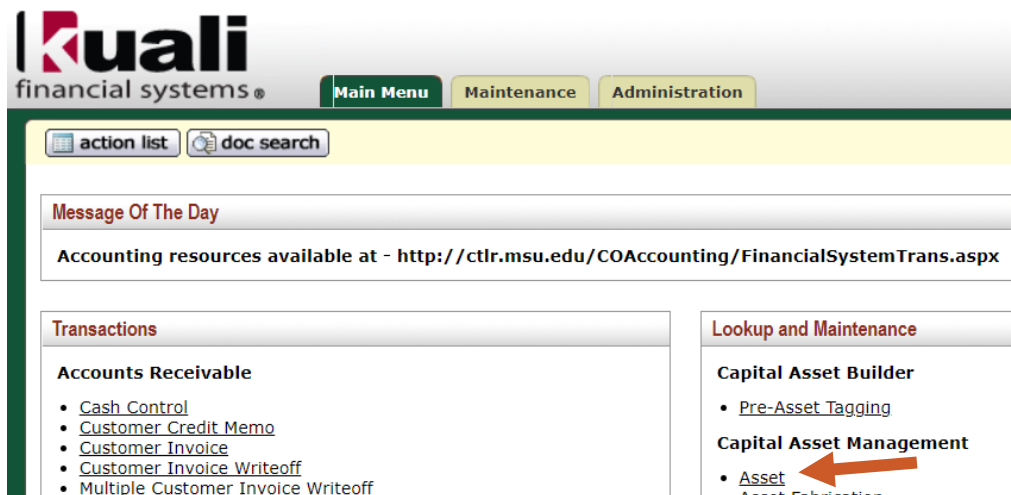 kuali
financial systems®
Main Menu Maintenance Administration
action list doc search
Message Of The Day
Accounting resources available at - http://ctlr.msu.edu/COAccounting/FinancialSystemTrans.aspx
Transactions
Accounts Receivable
• Cash Control
• Customer Credit Memo
• Customer Invoice
• Customer Invoice Writeoff
• Multiple Customer Invoice Writeoff
Lookup and Maintenance
Capital Asset Builder
• Pre-Asset Tagging
Capital Asset Management
• Asset
Asset Fabrication